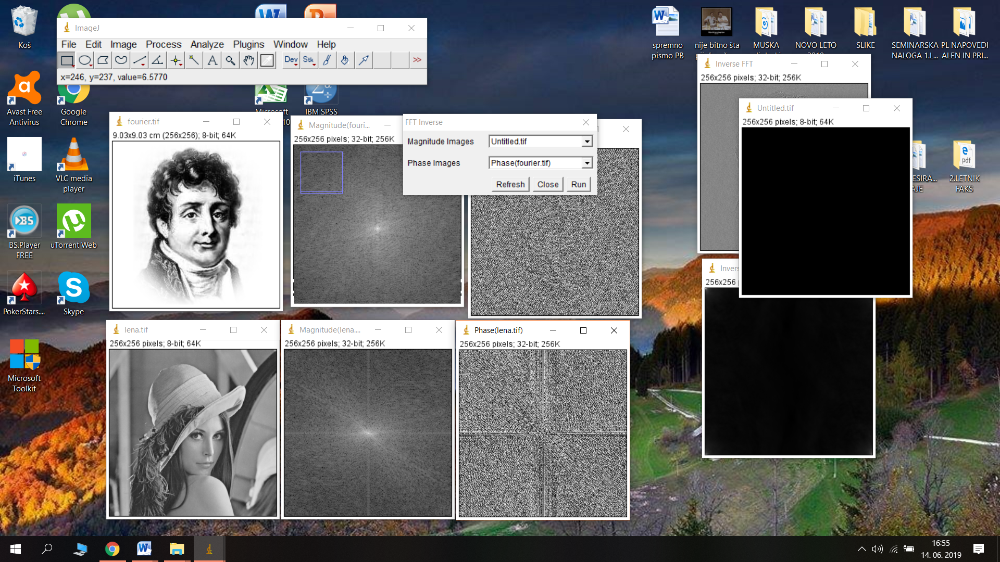 Koš
ImageJ
File Edit Image Process Analyze Plugins Window Help
Dev Stk >>
x=246, y=237, value=6.5770
spremno
pismo PB
nije bitno šta
MUSKA
NOVO LETO
2019
SLIKE
SEMINARSKA
NALOGA 1.L...
PL NAPOVEDI
ALEN IN PRI...
Avast Free
Antivirus
Google
Chrome
Microsoft
10
IBM SPSS
Inverse FFT
256x256 pixels; 32-bit; 256K
Untitled.tif
256x256 pixels; 8-bit; 64K
fourier.tif
9.03x9.03 cm (256x256); 8-bit; 64K
Magnitude(fouri...
256x256 pixels; 32-bit; 256K
FFT Inverse
Magnitude Images Untitled.tif
Phase Images Phase(fourier.tif)
Refresh Close Run
iTunes
VLC media
player
ESIRA...
AJE
pdf
2.LETNIK
FAKS
BS
BS.Player
FREE
uTorrent Web
Invers
256x256
PokerStars....
Skype
lena.tif
256x256 pixels; 8-bit; 64K
Magnitude(lena....
256x256 pixels; 32-bit; 256K
Phase(lena.tif)
256x256 pixels; 32-bit; 256K
Microsoft
Toolkit
16:55
14. 06. 2019